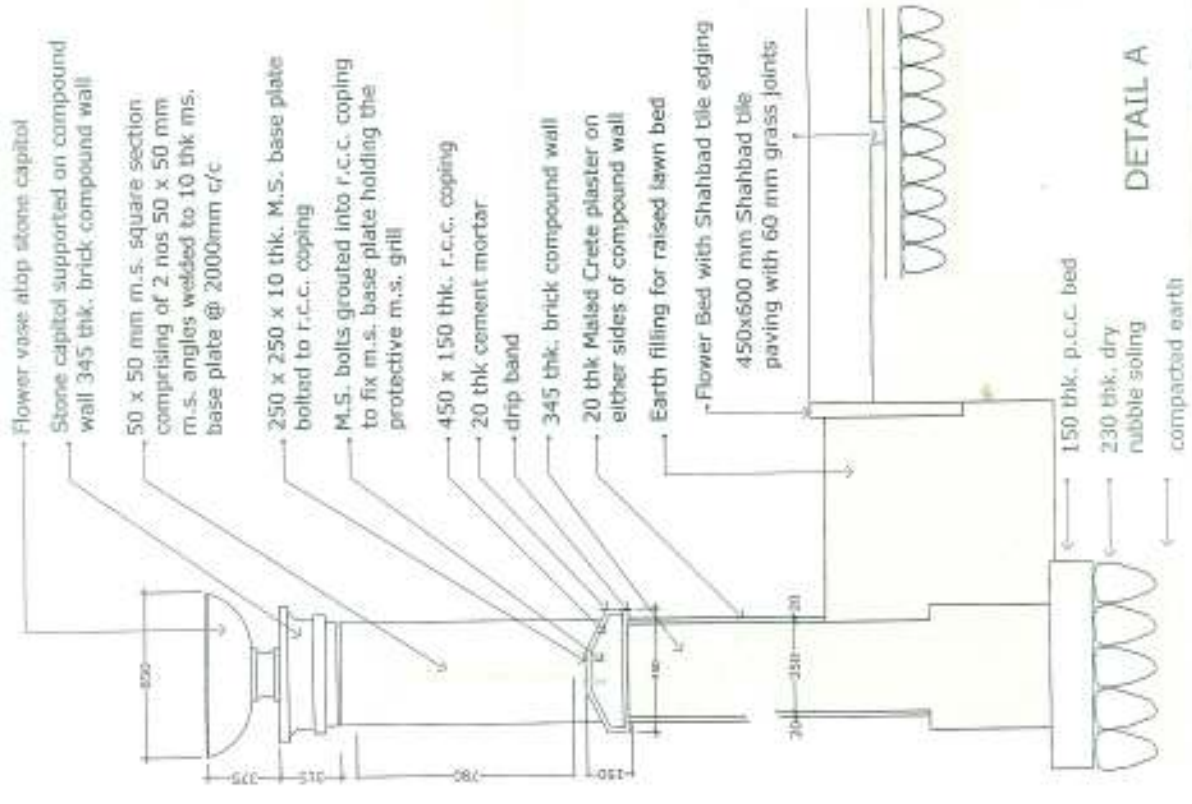 Flower vase atop stone capitol
Stone capitol supported on compound
wall 345 thk. brick compound wall
50 x 50 mm m.s. square section
comprising of 2 nos 50 x 50 mm
m.s. angles welded to 10 thk ms.
base plate @ 2000mm c/c
250 x 250 x 10 thk. M.S. base plate
bolted to r.c.c. coping
M.S. bolts grouted into r.c.c. coping
to fix m.s. base plate holding the
protective m.s. grill
450 x 150 thk. r.c.c. coping
20 thk cement mortar
drip band
345 thk. brick compound wall
20 thk Malad Crete plaster on
either sides of compound wall
Earth filling for raised lawn bed
Flower Bed with Shahbad tile edging
450x600 mm Shahbad tile
paving with 60 mm grass joints
DETAIL A
150 thk. p.c.c. bed
230 thk. dry
rubble soling
compacted earth
375
315
780
150
20
350
20